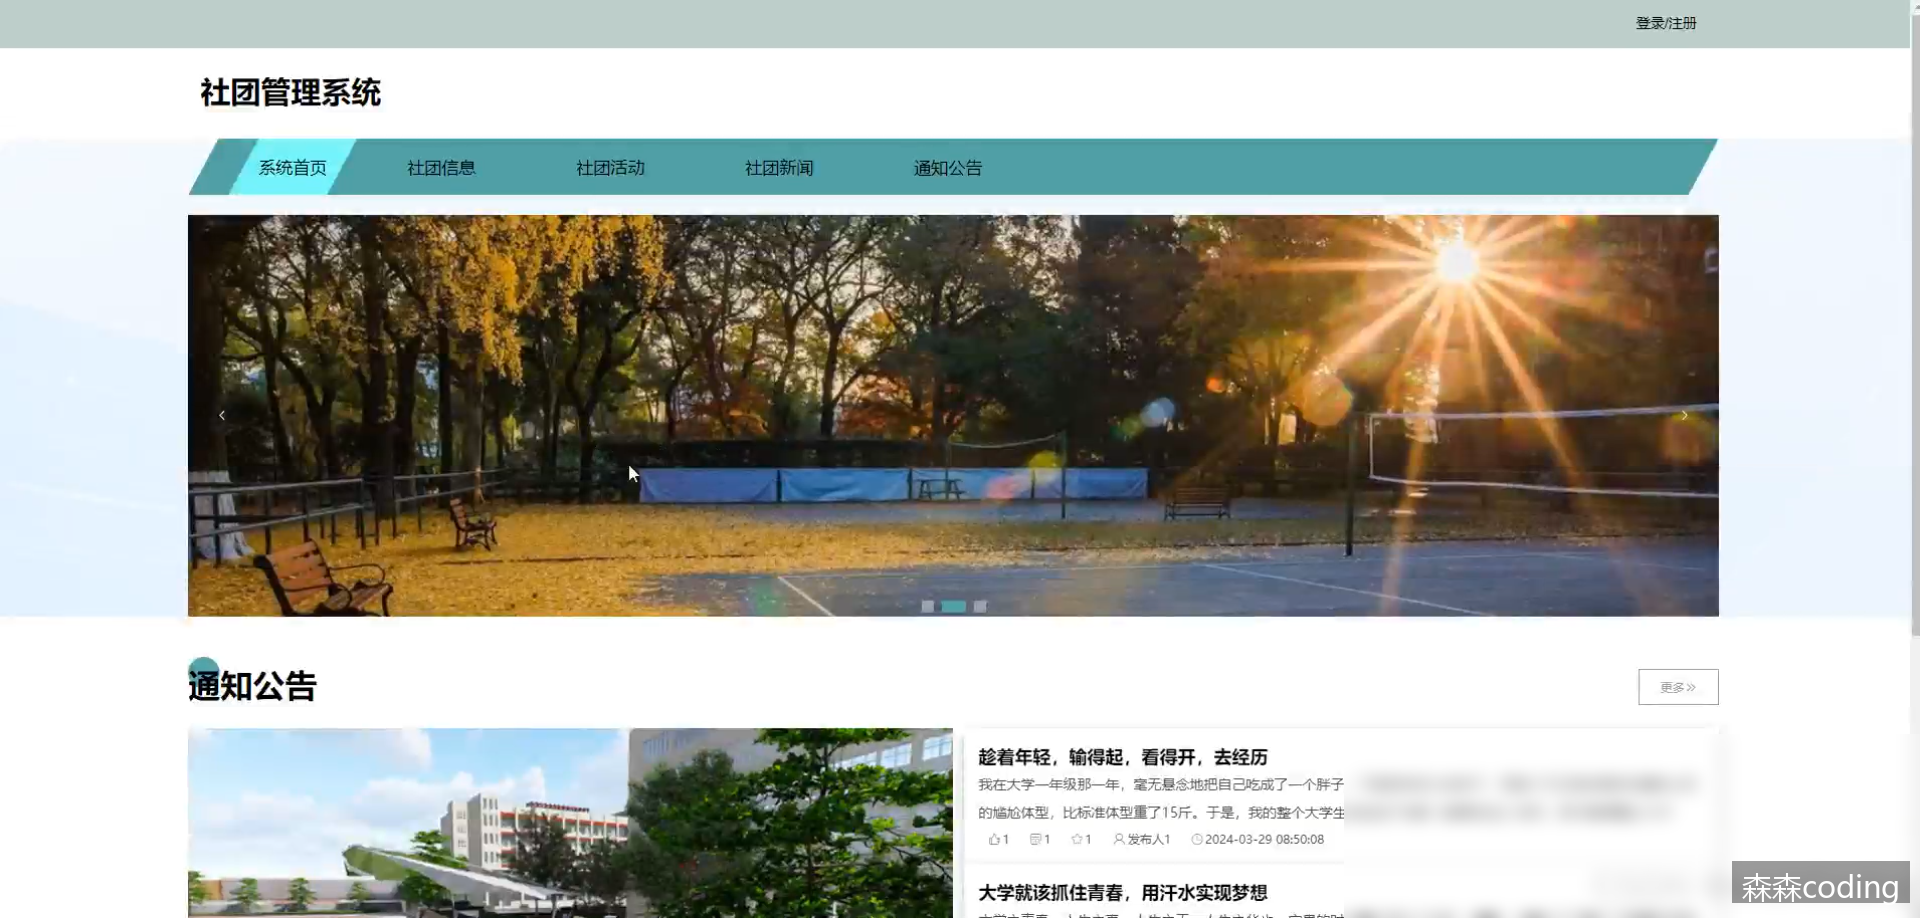 登录/注册
社团管理系统
系统首页
社团信息
社团活动
社团新闻
通知公告
通知公告
更多
趁着年轻，输得起，看得开，去经历
我在大学一年级那一年，毫无悬念地把自己吃成了一个胖子
的尴尬体型，比标准体型重了15斤。于是，我的整个大学生
1 1 1 发布人1 2024-03-29 08:50:08
大学就该抓住青春，用汗水实现梦想
森森coding